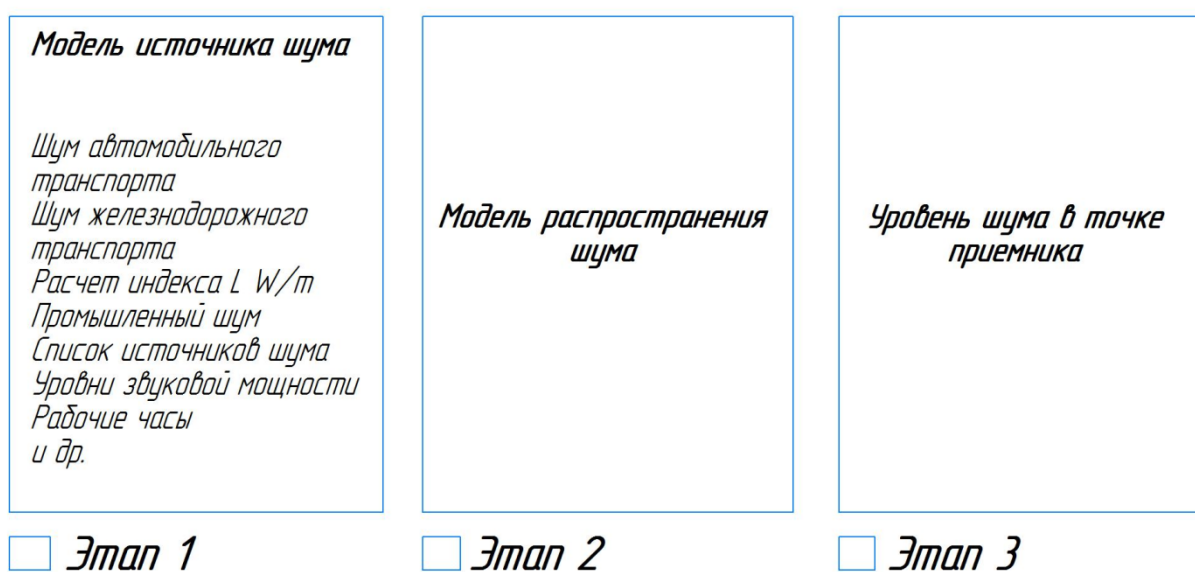 Модель источника шума
Шум автомобильного
транспорта
Шум железнодорожного
транспорта
Расчет индекса L W/m
Промышленный шум
Список источников шума
Уровни звуковой мощности
Рабочие часы
и др.
Модель распространения
шума
Уровень шума в точке
приемника
Этап 1
Этап 2
Этап 3